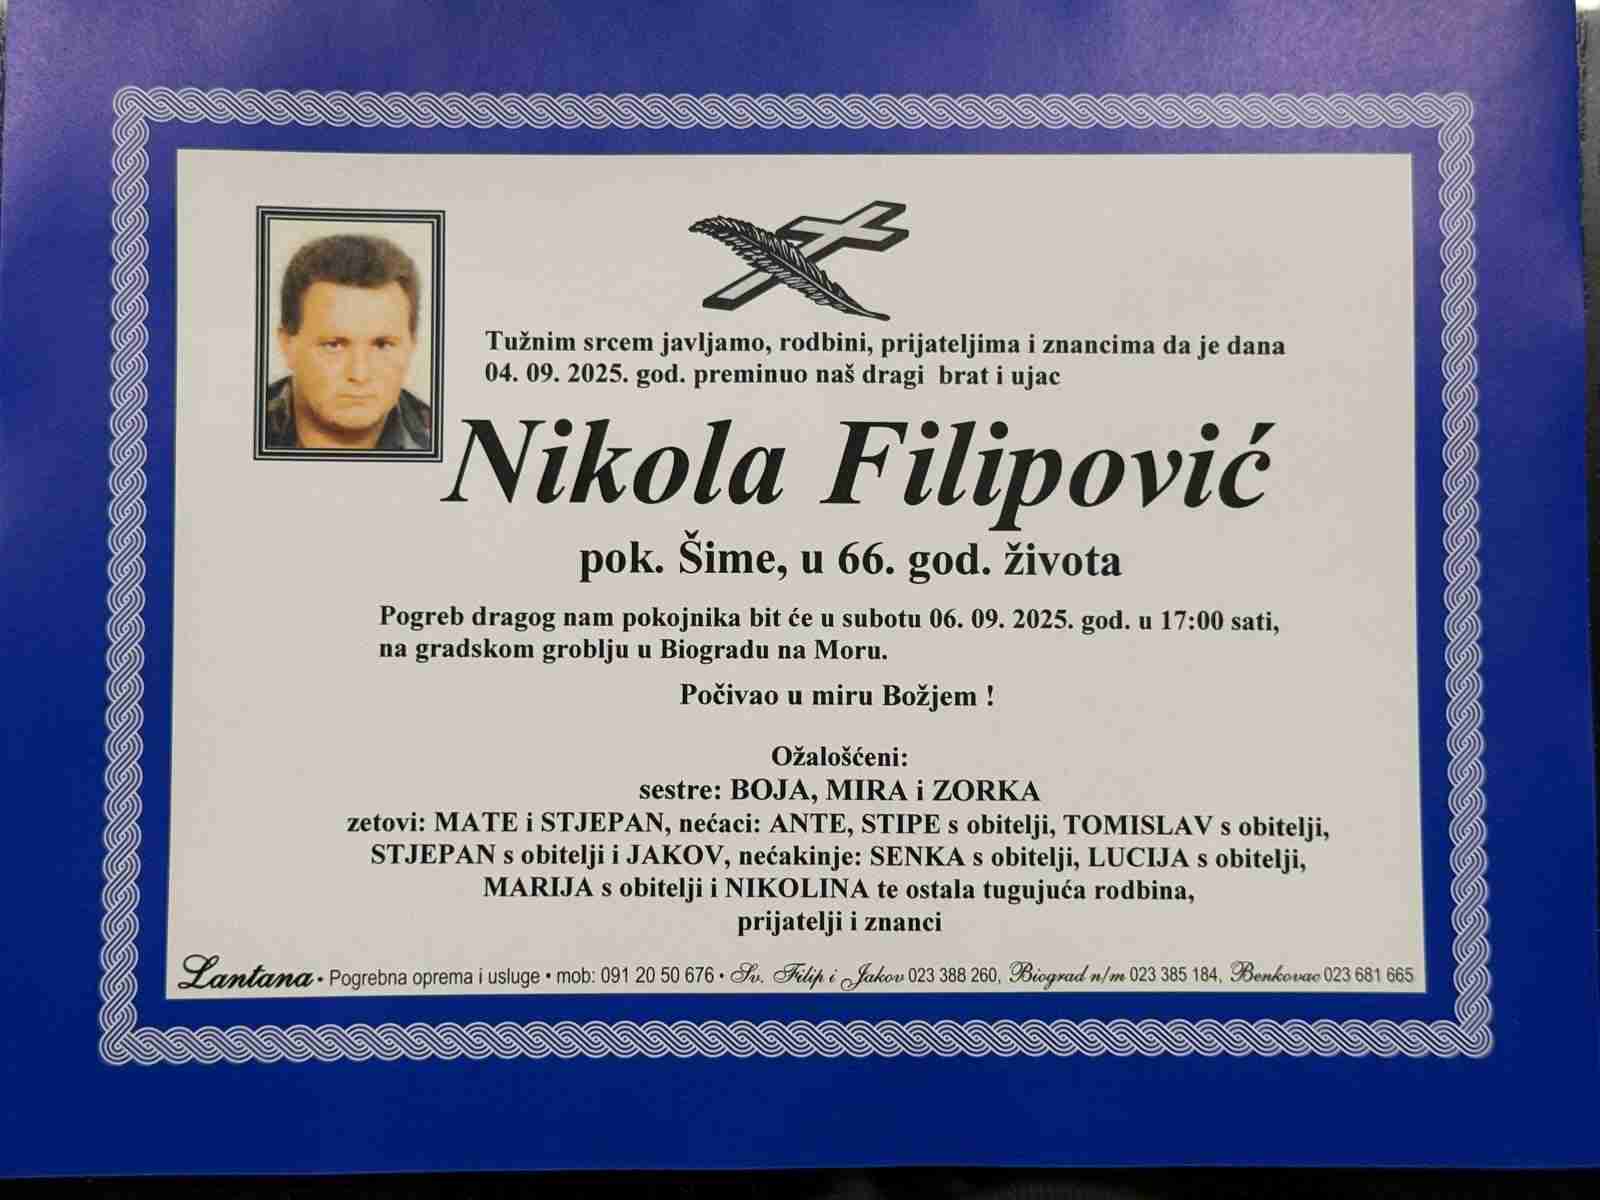 Tužnim srcem javljamo, rodbini, prijateljima i znancima da je dana
04. 09. 2025. god. preminuo naš dragi brat i ujac
Nikola Filipović
pok. Šime, u 66. god. života
Pogreb dragog nam pokojnika bit će u subotu 06. 09. 2025. god. u 17:00 sati,
na gradskom groblju u Biogradu na Moru.
Počivao u miru Božjem !
Ožalošćeni:
sestre: BOJA, MIRA i ZORKA
zetovi: MATE i STJEPAN, nećaci: ANTE, STIPE s obitelji, TOMISLAV s obitelji,
STJEPAN s obitelji i JAKOV, nećakinje: SENKA s obitelji, LUCIJA s obitelji,
MARIJA s obitelji i NIKOLINA te ostala tugujuća rodbina,
prijatelji i znanci
Lantana • Pogrebna oprema i usluge • mob: 091 20 50 676 • Sv. Filip i Jakov 023 388 260, Biograd n/m 023 385 184, Benkovac 023 681 665